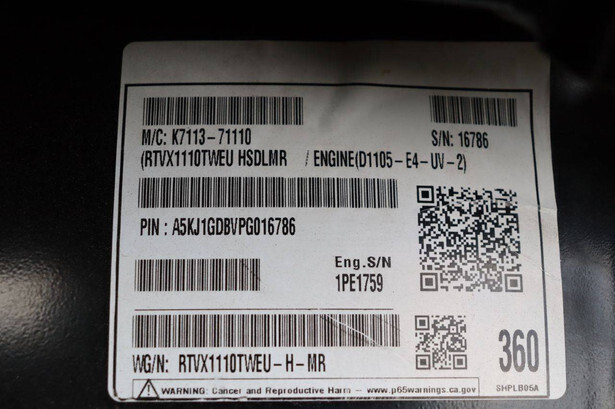 M/C: K7113-71110 S/N: 16786
(RTVX1110TWEU HSDLMR / ENGINE(D1105-E4-UV-2)
PIN : A5KJ1GDBVPG016786
Eng.S/N
1PE1759
WG/N: RTVX1110TWEU-H-MR 360
WARNING: Cancer and Reproductive Harm - www.p65warnings.ca.gov SHPLB05A